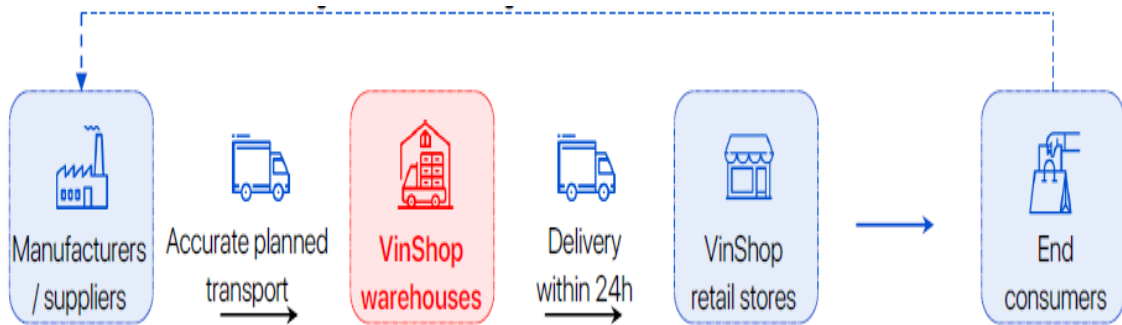 Manufacturers
/ suppliers
Accurate planned
transport
VinShop
warehouses
Delivery
within 24h
VinShop
retail stores
End
consumers